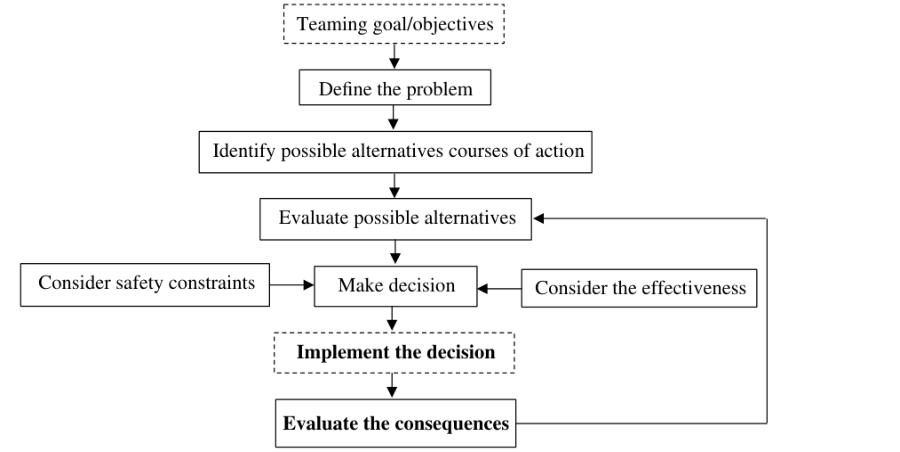 Teaming goal/objectives
Define the problem
Identify possible alternatives courses of action
Evaluate possible alternatives
Consider safety constraints
Make decision
Consider the effectiveness
Implement the decision
Evaluate the consequences